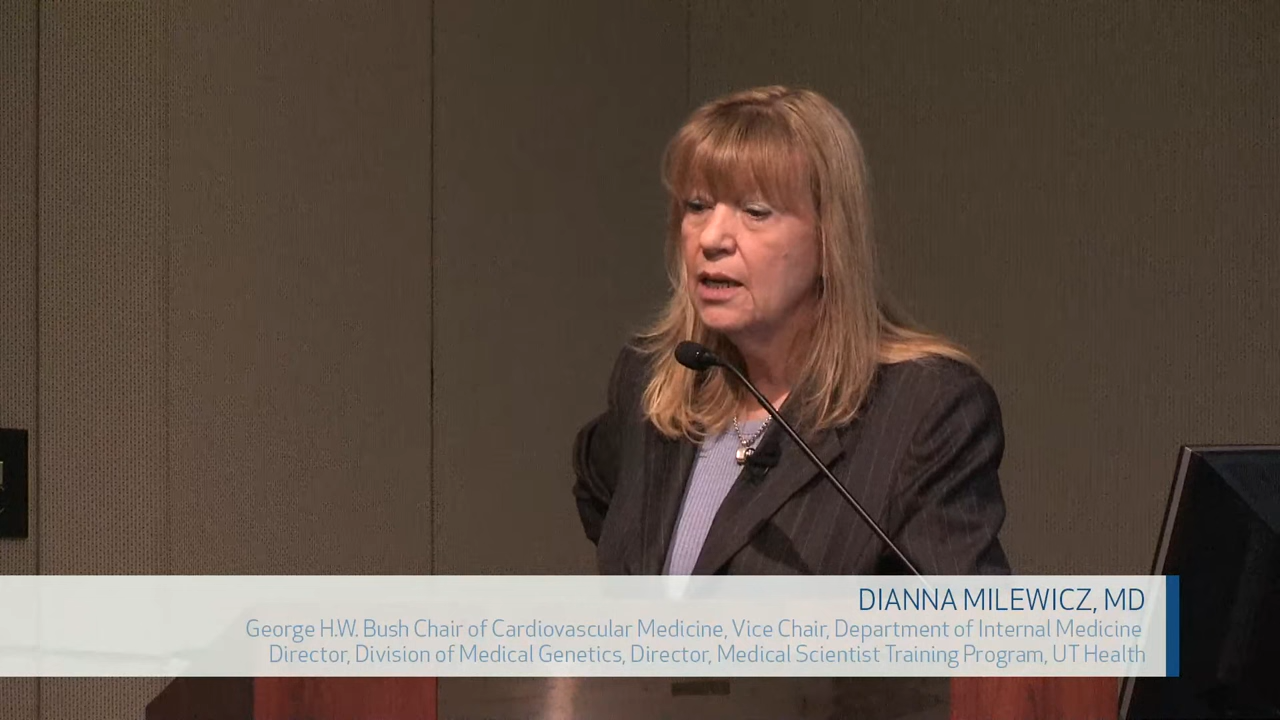 DIANNA MILEWICZ, MD
George H.W. Bush Chair of Cardiovascular Medicine, Vice Chair, Department of Internal Medicine
Director, Division of Medical Genetics, Director, Medical Scientist Training Program, UT Health